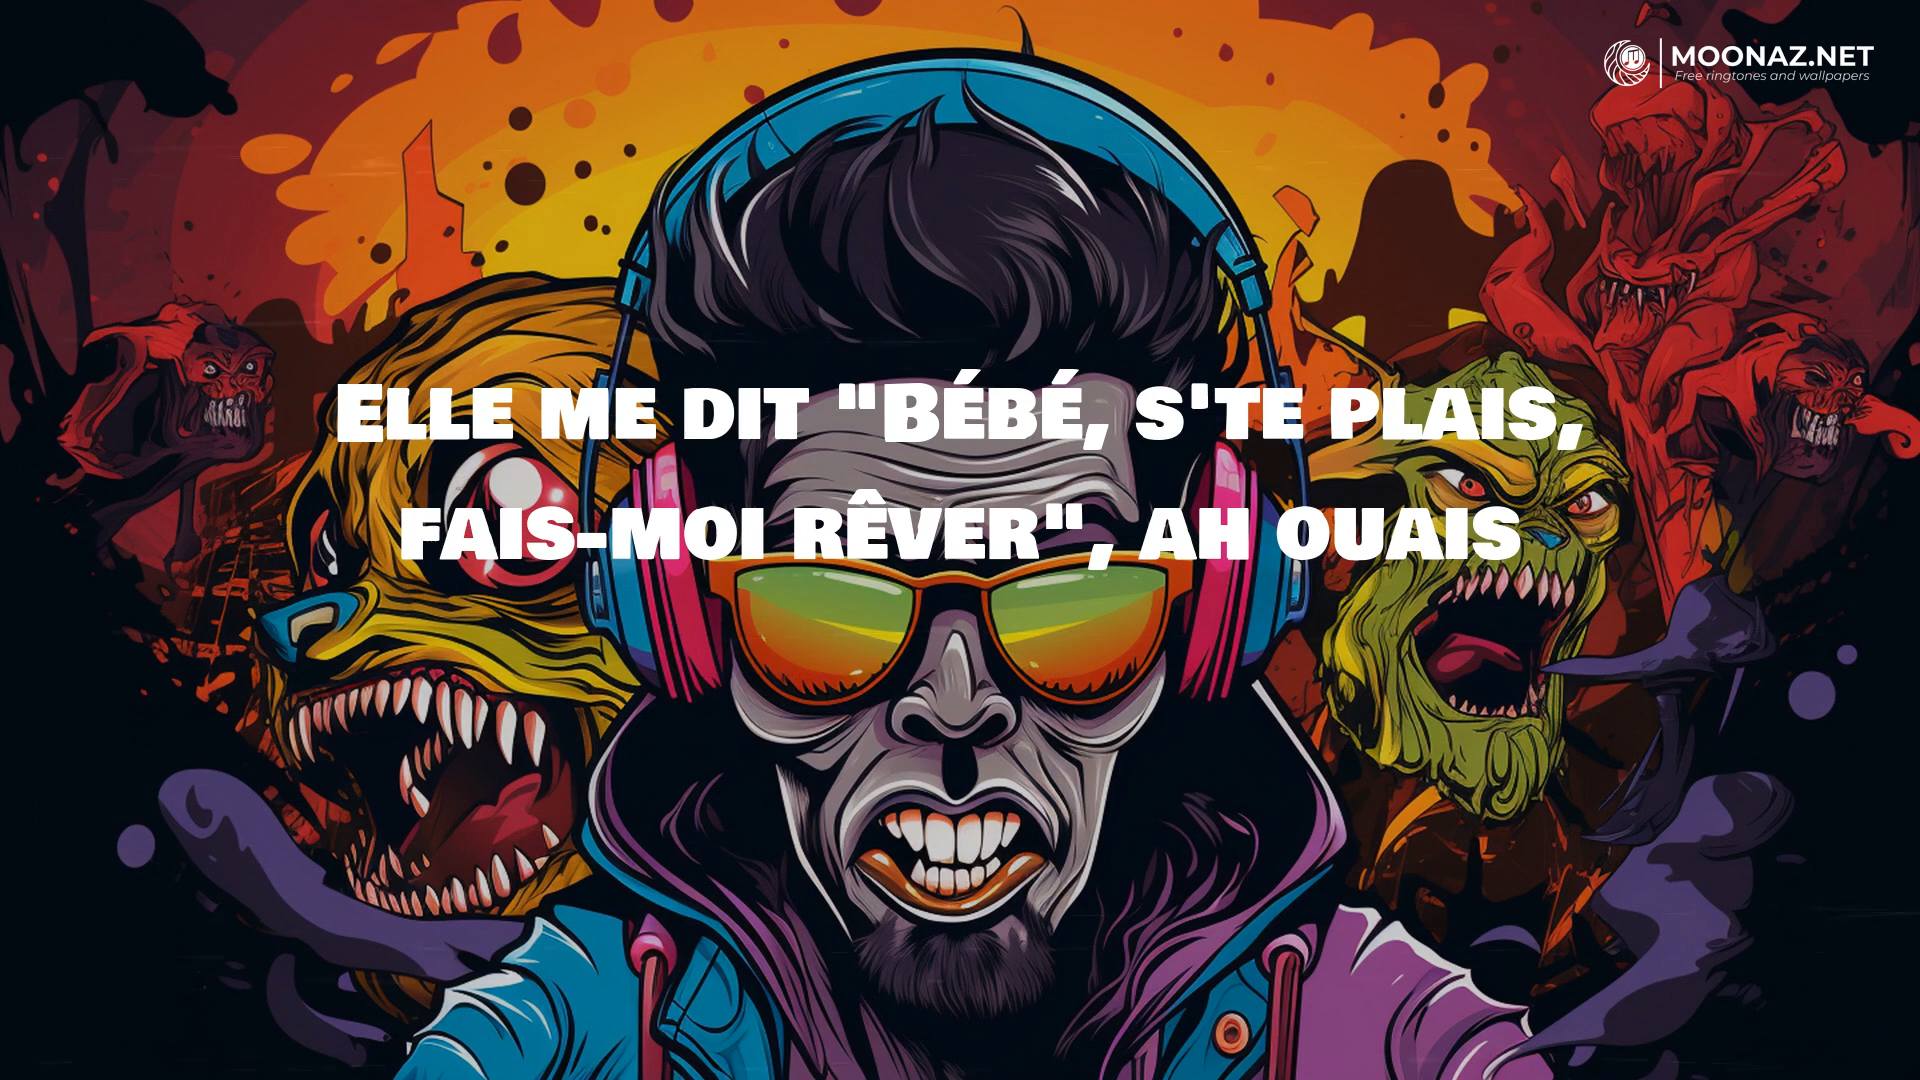 MOONAZ.NET
Free ringtones and wallpapers
Elle me dit "Bébé, s'te plais,
fais-moi rêver", ah ouais